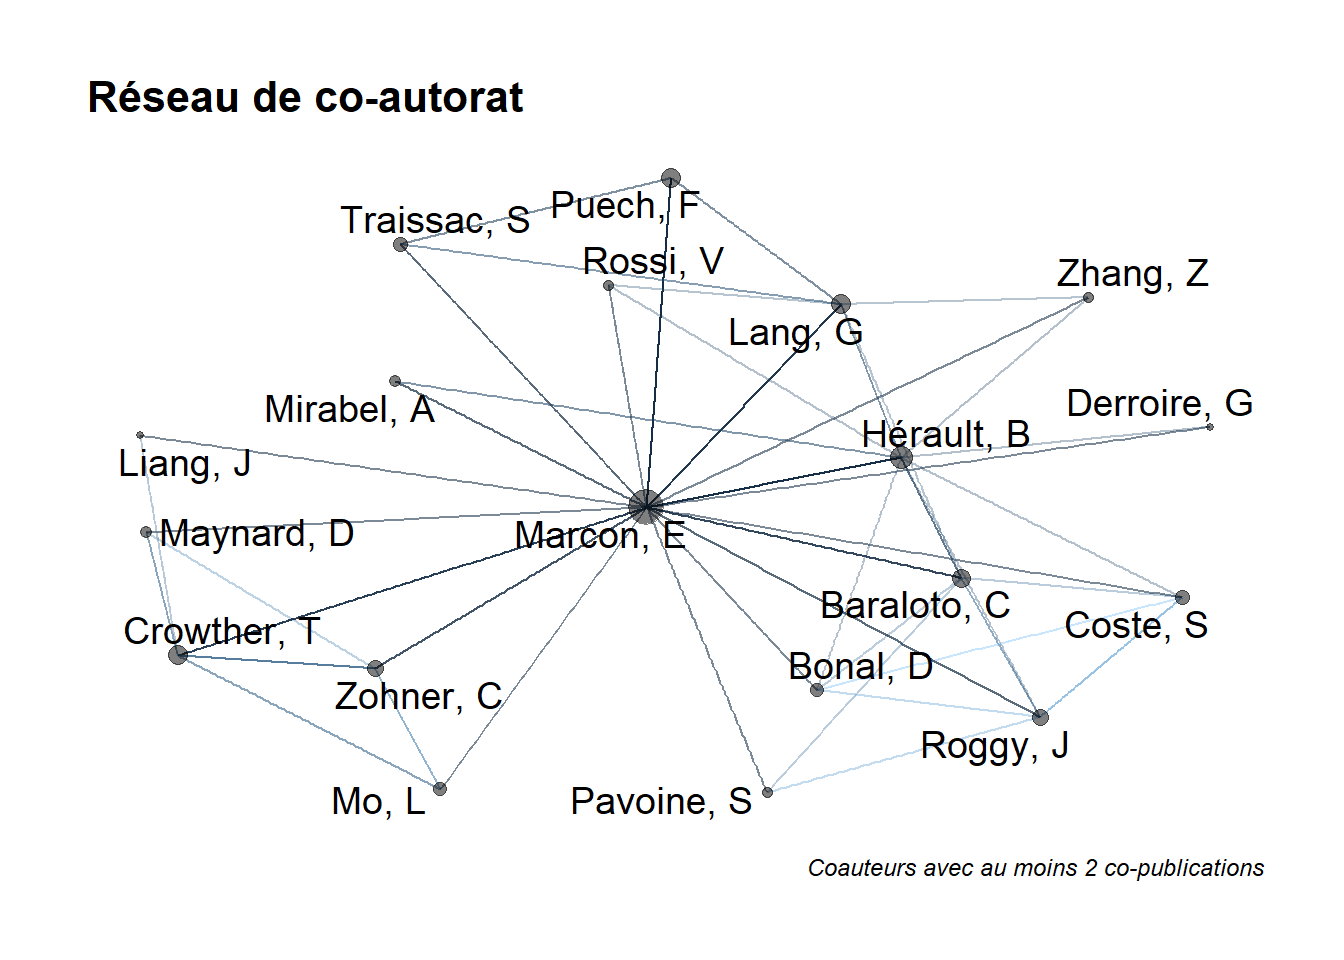 Réseau de co-autorat
Puech, F
Traissac, S
Rossi, V
Zhang, Z
Lang, G
Derroire, G
Mirabel, A
Hérault, B
Liang, J
Maynard, D
Marcon, E
Baraloto, C
Coste, S
Crowther, T
Bonal, D
Zohner, C
Roggy, J
Mo, L
Pavoine, S
Coauteurs avec au moins 2 co-publications